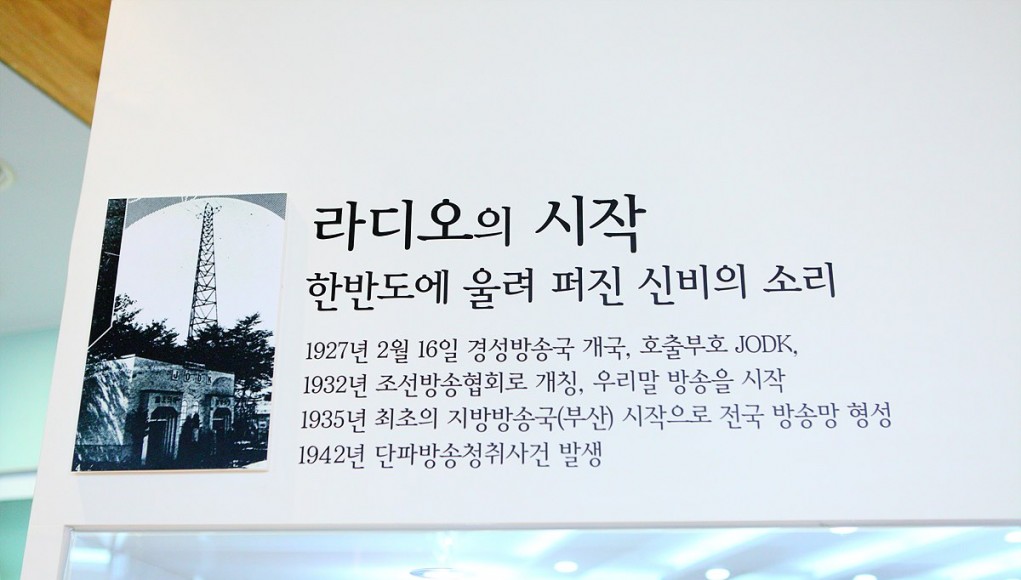 라디오의 시작
한반도에 울려 퍼진 신비의 소리
1927년 2월 16일 경성방송국 개국, 호출부호 JODK,
1932년 조선방송협회로 개칭, 우리말 방송을 시작
1935년 최초의 지방방송국(부산) 시작으로 전국 방송망 형성
1942년 단파방송청취사건 발생